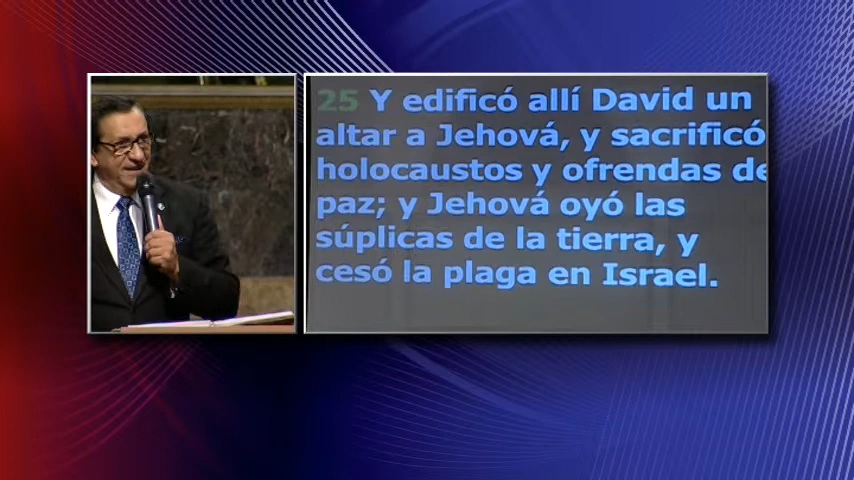 25 Y edificó allí David un
altar a Jehová, y sacrificó
holocaustos y ofrendas de
paz; y Jehová oyó las
súplicas de la tierra, y
cesó la plaga en Israel.